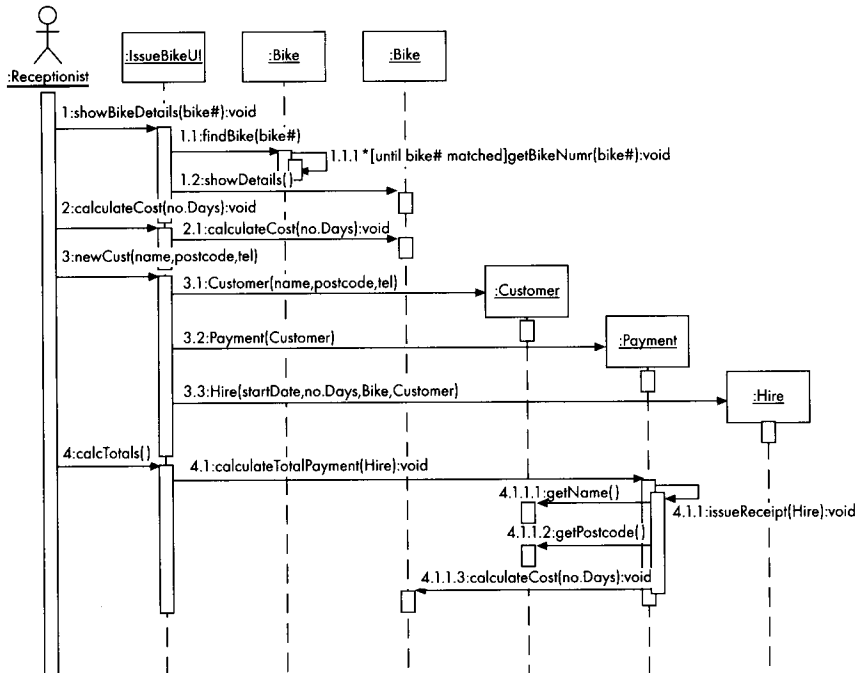 :Receptionist
:IssueBikeUI
:Bike
:Bike
1:showBikeDetails(bike#):void
1.1:findBike(bike#)
1.1.1*[until bike# matched]getBikeNumr(bike#):void
1.2:showDetails()
2:calculateCost(no.Days):void
2.1:calculateCost(no.Days):void
3:newCust(name,postcode,tel)
3.1:Customer(name,postcode,tel)
:Customer
3.2:Payment(Customer)
:Payment
3.3:Hire(startDate,no.Days,Bike,Customer)
:Hire
4:calcTotals()
4.1:calculateTotalPayment(Hire):void
4.1.1.1:getName()
4.1.1:issueReceipt(Hire):void
4.1.1.2:getPostcode()
4.1.1.3:calculateCost(no.Days):void